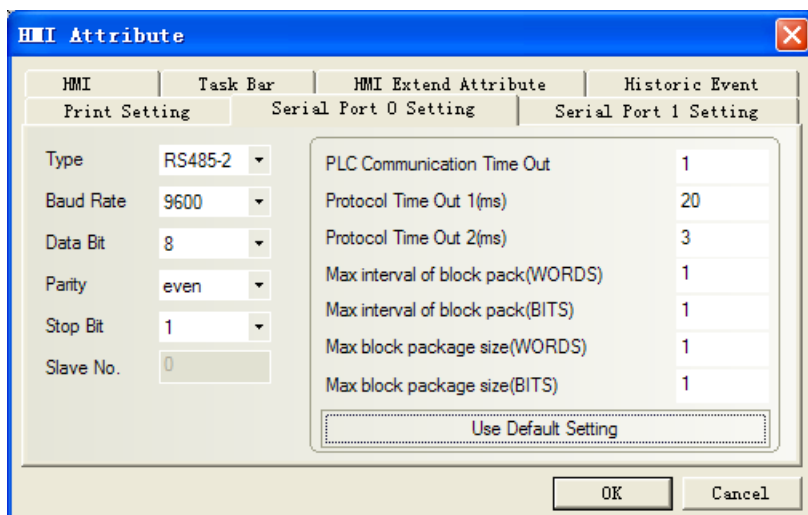 HMI Attribute
HMI Task Bar HMI Extend Attribute Historic Event
Print Setting Serial Port 0 Setting Serial Port 1 Setting
Type RS485-2
Baud Rate 9600
Data Bit 8
Parity even
Stop Bit 1
Slave No. 0
PLC Communication Time Out 1
Protocol Time Out 1(ms) 20
Protocol Time Out 2(ms) 3
Max interval of block pack(WORDS) 1
Max interval of block pack(BITS) 1
Max block package size(WORDS) 1
Max block package size(BITS) 1
Use Default Setting
OK Cancel